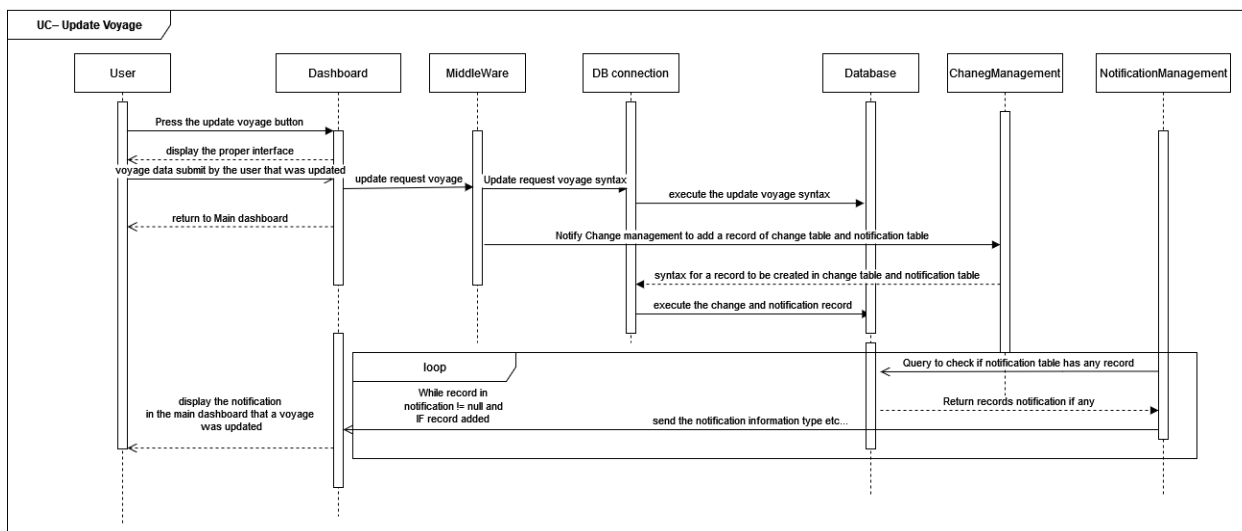 UC– Update Voyage
User
Dashboard
MiddleWare
DB connection
Database
ChanegManagement
NotificationManagement
Press the update voyage button
display the proper interface
voyage data submit by the user that was updated
update request voyage
Update request voyage syntax
execute the update voyage syntax
return to Main dashboard
Notify Change management to add a record of change table and notification table
syntax for a record to be created in change table and notification table
execute the change and notification record
loop
Query to check if notification table has any record
While record in
notification != null and
IF record added
display the notification
in the main dashboard that a voyage
was updated
Return records notification if any
send the notification information type etc...